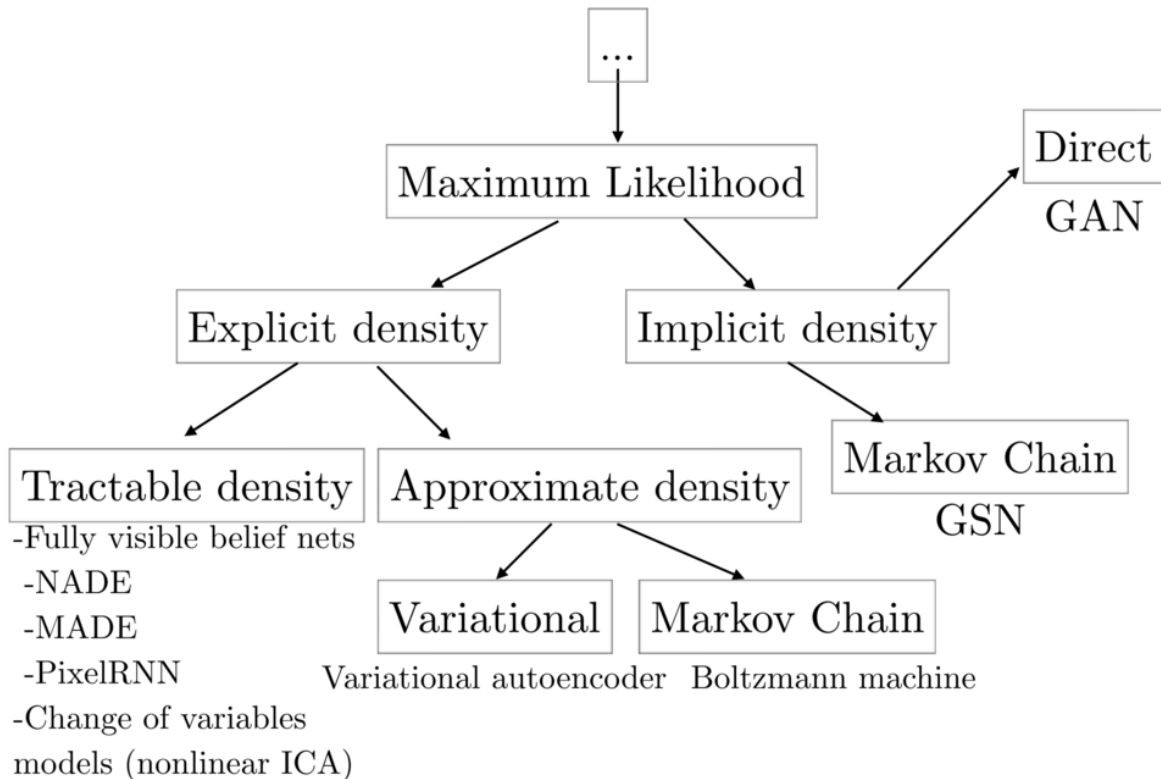 ...
Maximum Likelihood
Direct
GAN
Explicit density
Implicit density
Markov Chain
GSN
Tractable density
-Fully visible belief nets
-NADE
-MADE
-PixelRNN
-Change of variables
models (nonlinear ICA)
Approximate density
Variational
Variational autoencoder
Markov Chain
Boltzmann machine